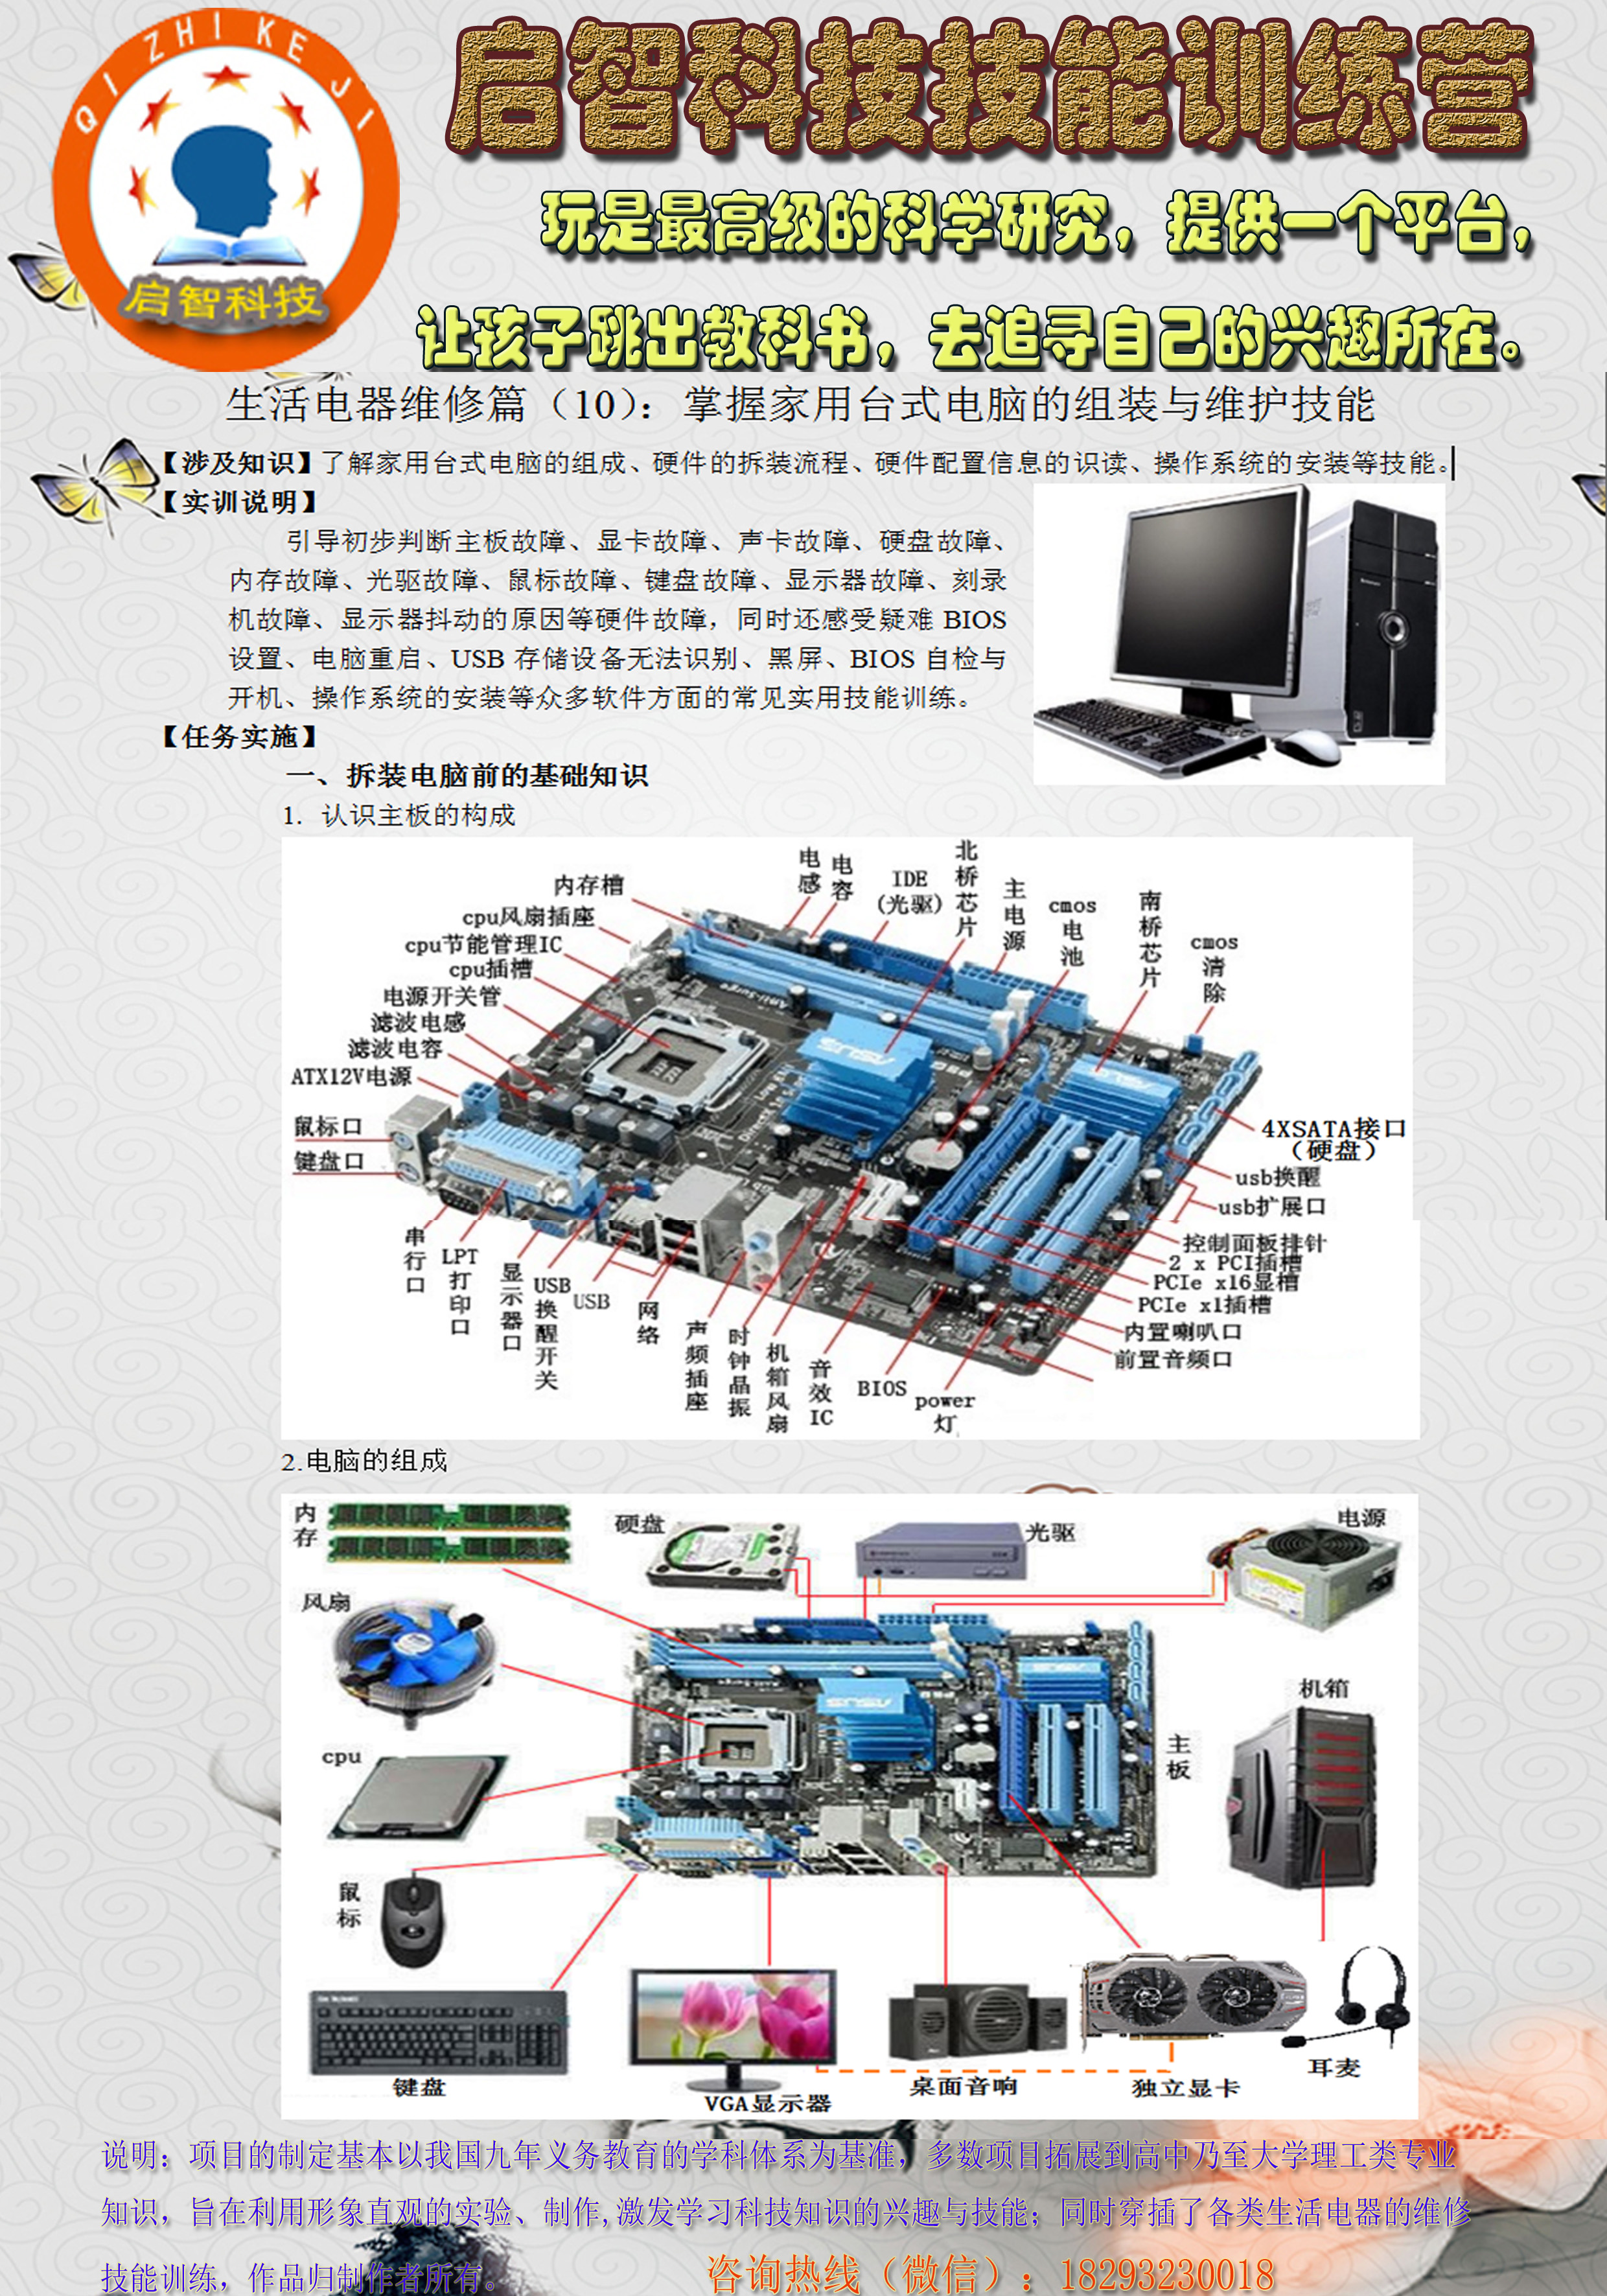 QI ZHI KE JI
启智科技
启智科技技能训练营
玩是最高级的科学研究，提供一个平台，
让孩子跳出教科书，去追寻自己的兴趣所在。
生活电器维修篇（10）：掌握家用台式电脑的组装与维护技能
【涉及知识】了解家用台式电脑的组成、硬件的拆装流程、硬件配置信息的识读、操作系统的安装等技能。
【实训说明】
引导初步判断主板故障、显卡故障、声卡故障、硬盘故障、
内存故障、光驱故障、鼠标故障、键盘故障、显示器故障、刻录
机故障、显示器抖动的原因等硬件故障，同时还感受疑难 BIOS
设置、电脑重启、USB 存储设备无法识别、黑屏、BIOS 自检与
开机、操作系统的安装等众多软件方面的常见实用技能训练。
【任务实施】
一、拆装电脑前的基础知识
1. 认识主板的构成
内存槽
cpu风扇插座
cpu节能管理IC
cpu插槽
电源开关管
滤波电感
滤波电容
ATX12V电源
鼠标口
键盘口
电感
电容
IDE
(光驱)
北桥芯片
主电源
cmos
电池
南桥芯片
cmos
清除
Anti-Surge
ASUS
ASUS
4XSATA接口
（硬盘）
usb换醒
usb扩展口
控制面板排针
2 x PCI插槽
PCIe x16显槽
PCIe x1插槽
内置喇叭口
前置音频口
串行口
LPT
打印口
显示器口
USB
换醒开关
USB
网络
声频插座
时钟晶振
机箱风扇
音效
IC
BIOS
power
灯
2.电脑的组成
内存
硬盘
光驱
电源
风扇
cpu
ASUS
主板
机箱
鼠标
键盘
VGA显示器
桌面音响
独立显卡
耳麦
说明：项目的制定基本以我国九年义务教育的学科体系为基准，多数项目拓展到高中乃至大学理工类专业
知识，旨在利用形象直观的实验、制作,激发学习科技知识的兴趣与技能；同时穿插了各类生活电器的维修
技能训练，作品归制作者所有。
咨询热线（微信）：18293230018